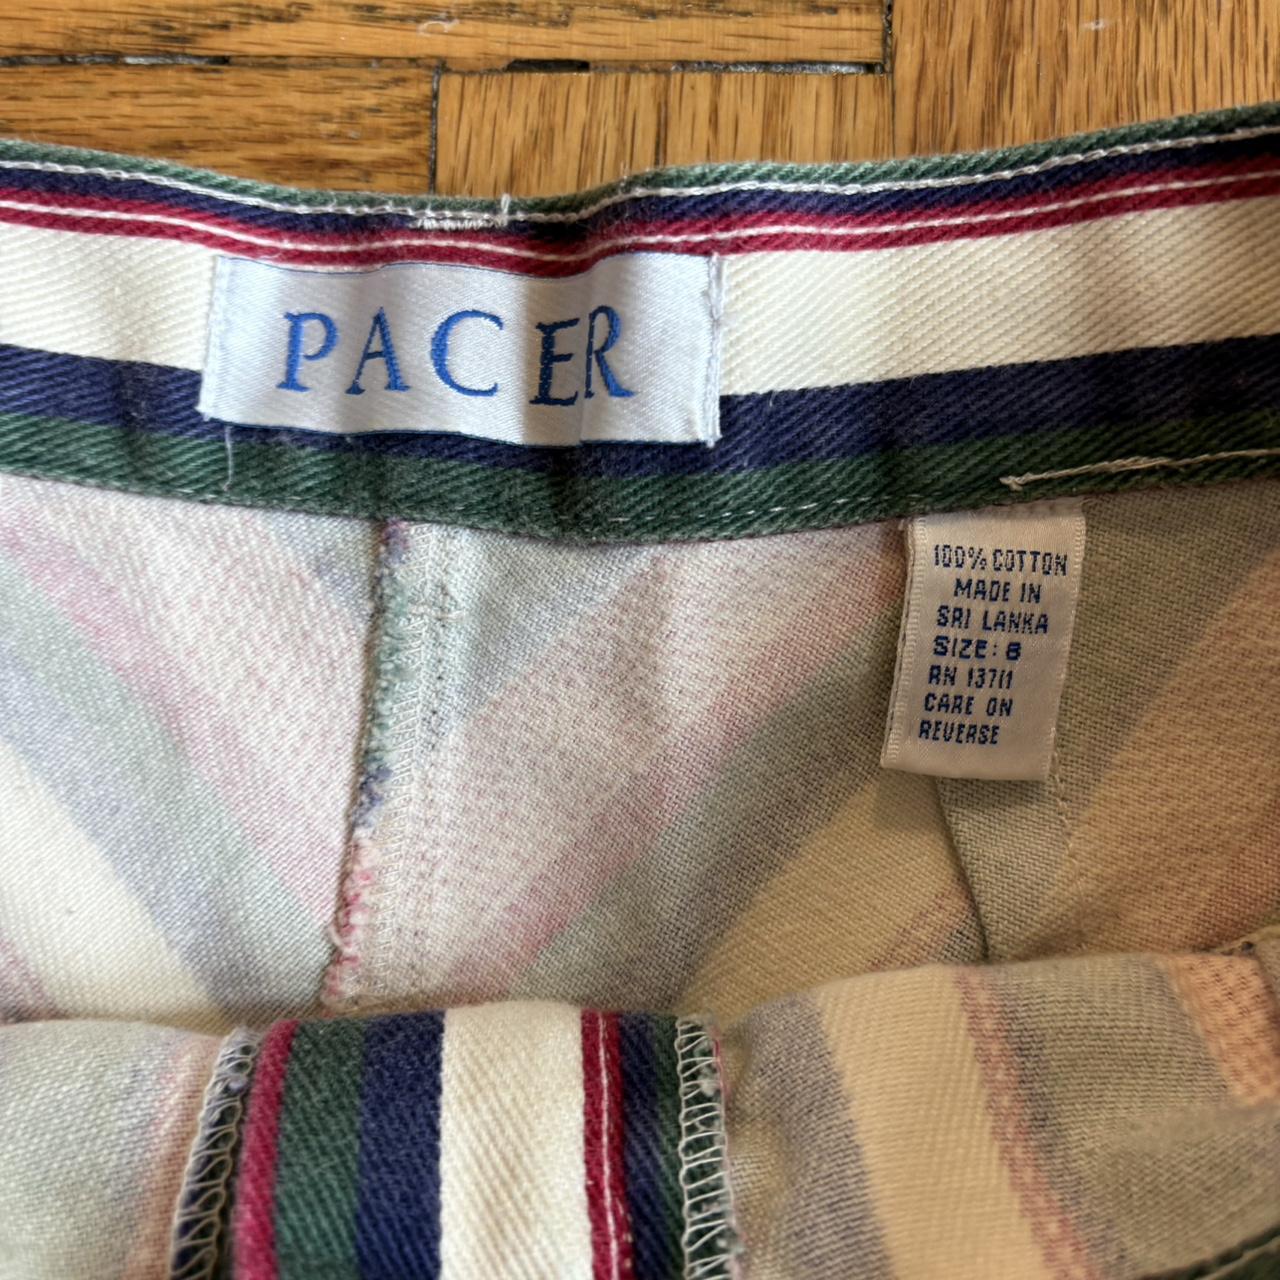 PACER
100% COTTON
MADE IN
SRI LANKA
SIZE: 8
RN 13711
CARE ON
REVERSE